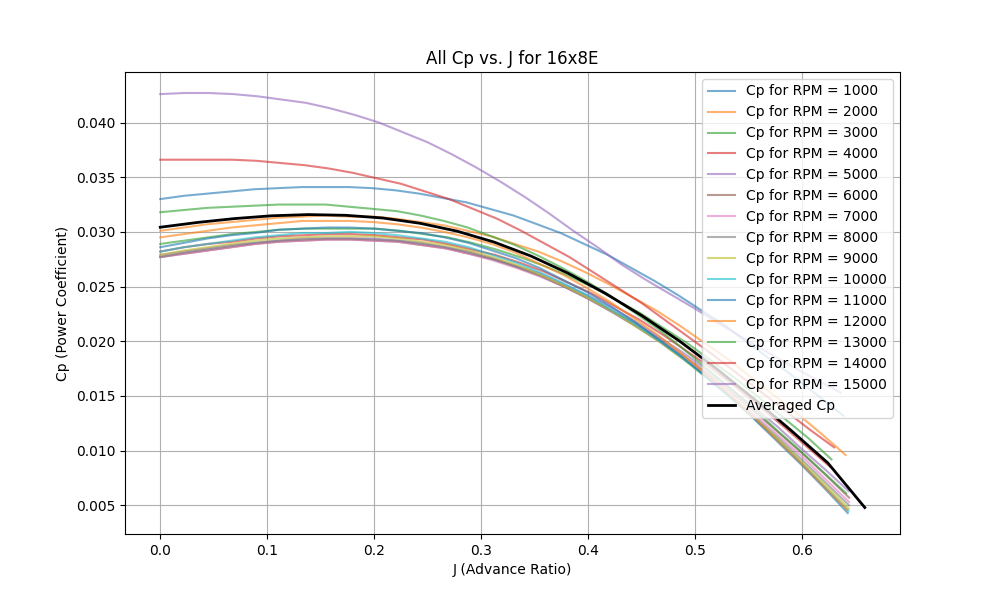 All Cp vs. J for 16x8E
Cp (Power Coefficient)
0.040
0.035
0.030
0.025
0.020
0.015
0.010
0.005
0.0 0.1 0.2 0.3 0.4 0.5 0.6
J (Advance Ratio)
Cp for RPM = 1000
Cp for RPM = 2000
Cp for RPM = 3000
Cp for RPM = 4000
Cp for RPM = 5000
Cp for RPM = 6000
Cp for RPM = 7000
Cp for RPM = 8000
Cp for RPM = 9000
Cp for RPM = 10000
Cp for RPM = 11000
Cp for RPM = 12000
Cp for RPM = 13000
Cp for RPM = 14000
Cp for RPM = 15000
Averaged Cp